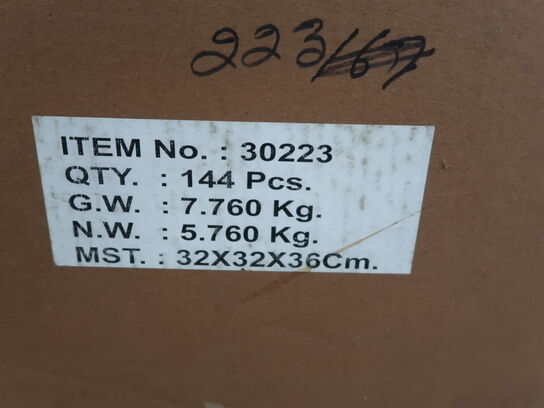 223/
ITEM No. : 30223
QTY. : 144 Pcs.
G.W. : 7.760 Kg.
N.W. : 5.760 Kg.
MST. : 32X32X36Cm.